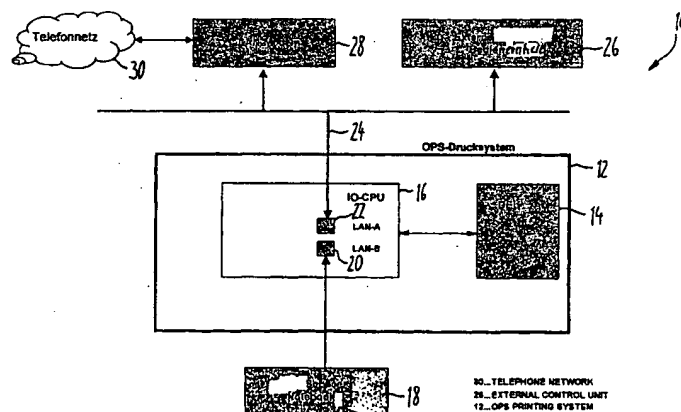 10
Telefonnetz
30
28
26
24
OPS-Drucksystem
12
IO-CPU
16
22
LAN-A
14
LAN-B
20
18
30...TELEPHONE NETWORK
26...EXTERNAL CONTROL UNIT
12...OPS PRINTING SYSTEM